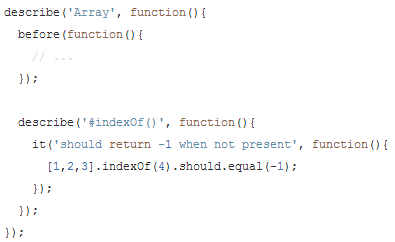 describe('Array', function(){
  before(function(){
    // ...
  });

  describe('#indexOf()', function(){
    it('should return -1 when not present', function(){
      [1,2,3].indexOf(4).should.equal(-1);
    });
  });
});